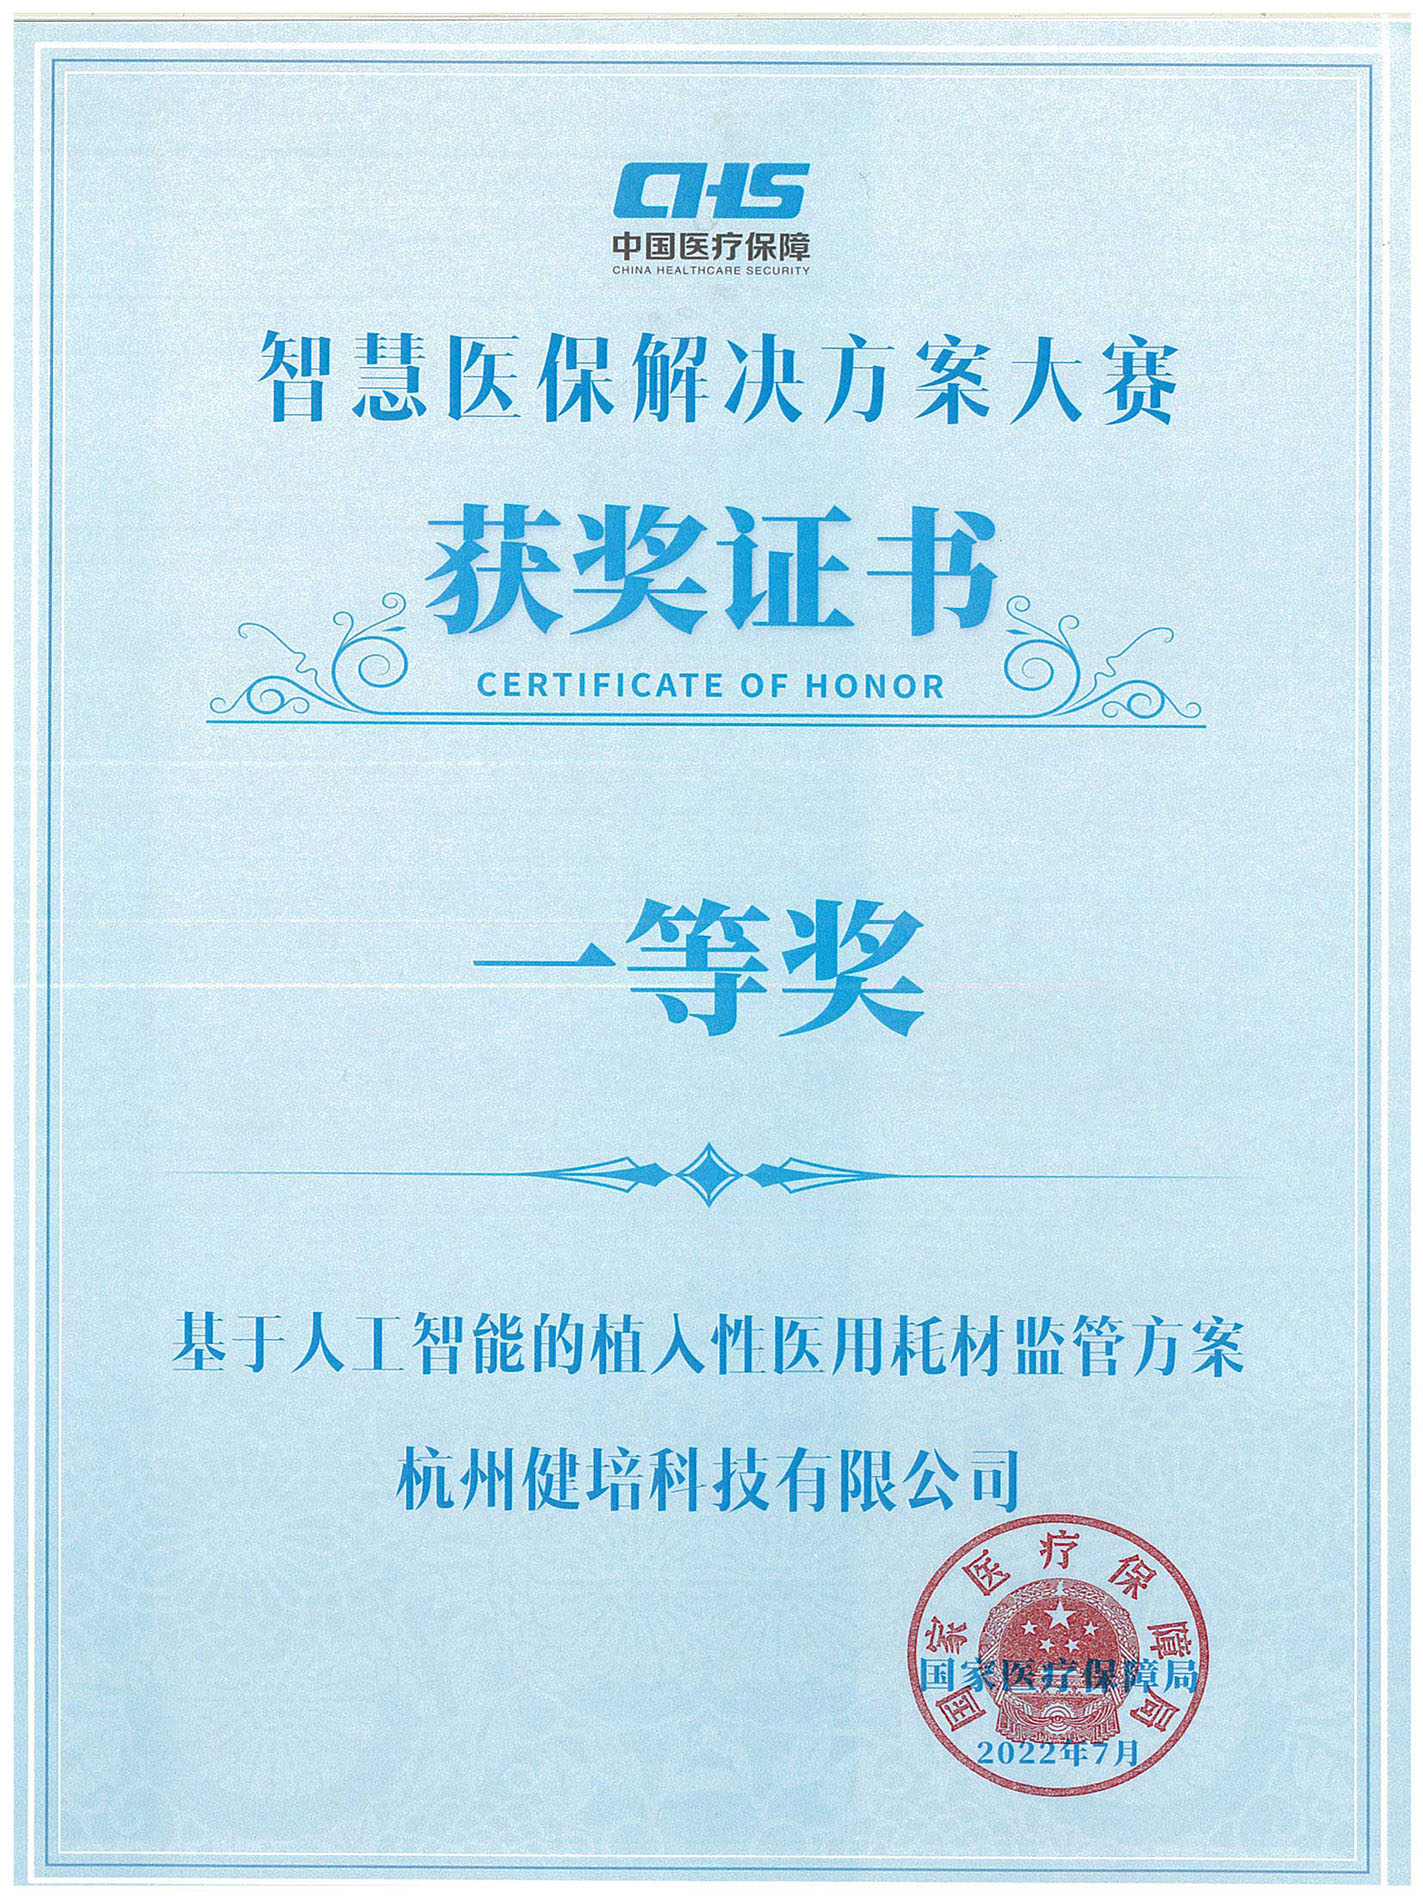 CHS
中国医疗保障
CHINA HEALTHCARE SECURITY
智慧医保解决方案大赛
获奖证书
CERTIFICATE OF HONOR
一等奖
基于人工智能的植入性医用耗材监管方案
杭州健培科技有限公司
国家医疗保障局
国家医疗保障局
2022年7月